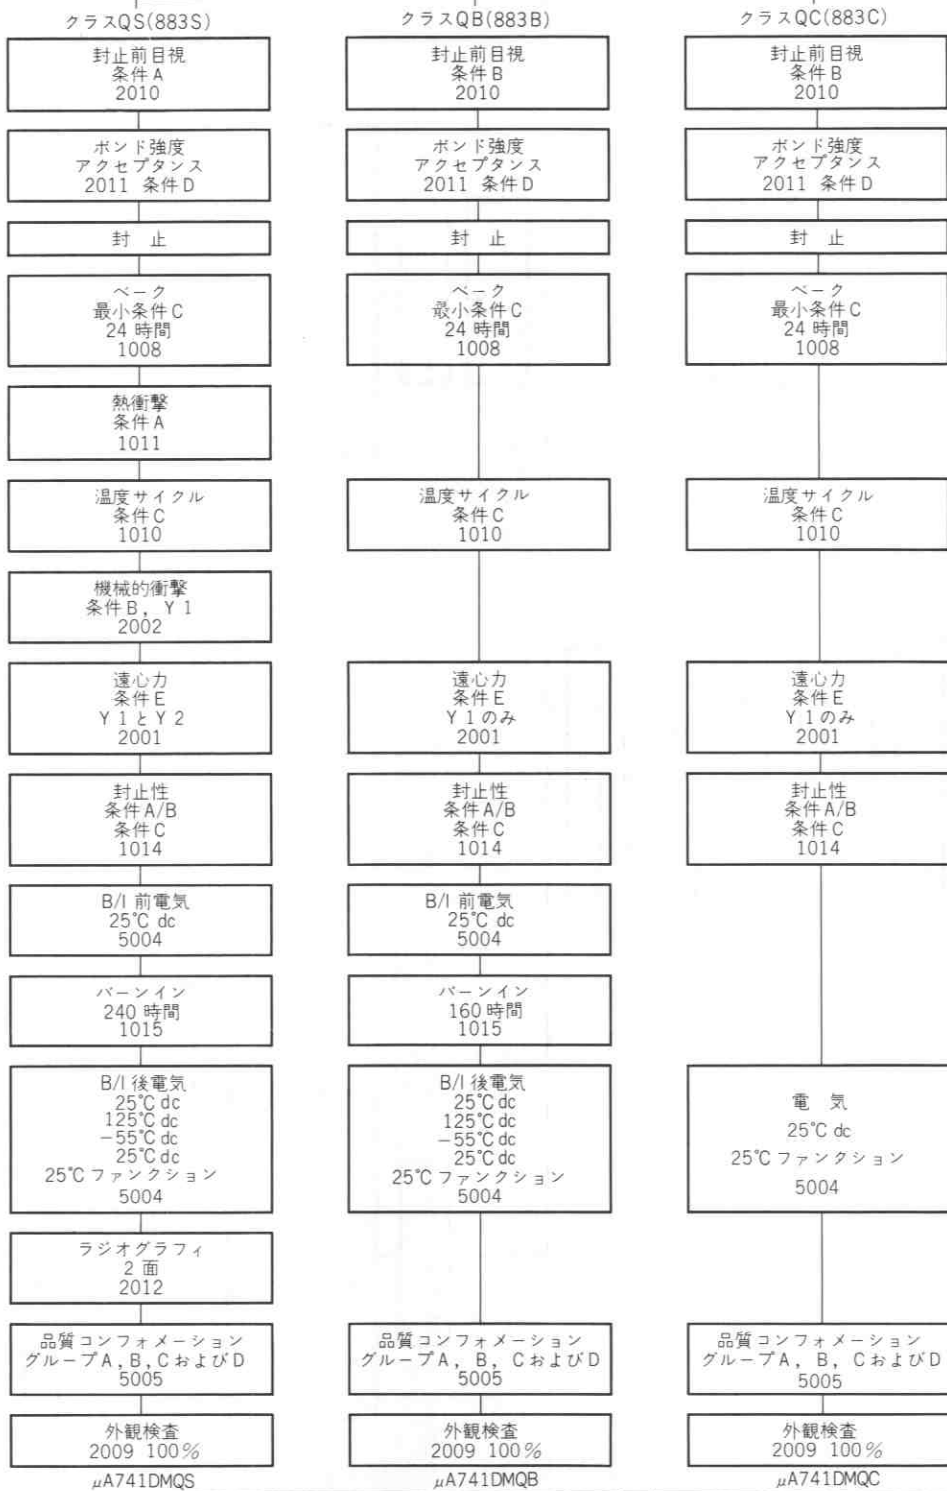 クラスQS(883S)
封止前目視
条件A
2010
ボンド強度
アクセプタンス
2011 条件D
封 止
ベーク
最小条件C
24時間
1008
熱衝撃
条件A
1011
温度サイクル
条件C
1010
機械的衝撃
条件B, Y1
2002
遠心力
条件E
Y1とY2
2001
封止性
条件A/B
条件C
1014
B/I前電気
25℃ dc
5004
バーンイン
240時間
1015
B/I後電気
25℃ dc
125℃ dc
−55℃ dc
25℃ dc
25℃ファンクション
5004
ラジオグラフィ
2面
2012
品質コンフォメーション
グループA, B, CおよびD
5005
外観検査
2009 100%
μA741DMQS
クラスQB(883B)
封止前目視
条件B
2010
ボンド強度
アクセプタンス
2011 条件D
封 止
ベーク
最小条件C
24時間
1008
温度サイクル
条件C
1010
遠心力
条件E
Y1のみ
2001
封止性
条件A/B
条件C
1014
B/I前電気
25℃ dc
5004
バーンイン
160時間
1015
B/I後電気
25℃ dc
125℃ dc
−55℃ dc
25℃ dc
25℃ファンクション
5004
品質コンフォメーション
グループA, B, CおよびD
5005
外観検査
2009 100%
μA741DMQB
クラスQC(883C)
封止前目視
条件B
2010
ボンド強度
アクセプタンス
2011 条件D
封 止
ベーク
最小条件C
24時間
1008
温度サイクル
条件C
1010
遠心力
条件E
Y1のみ
2001
封止性
条件A/B
条件C
1014
電 気
25℃ dc
25℃ファンクション
5004
品質コンフォメーション
グループA, B, CおよびD
5005
外観検査
2009 100%
μA741DMQC